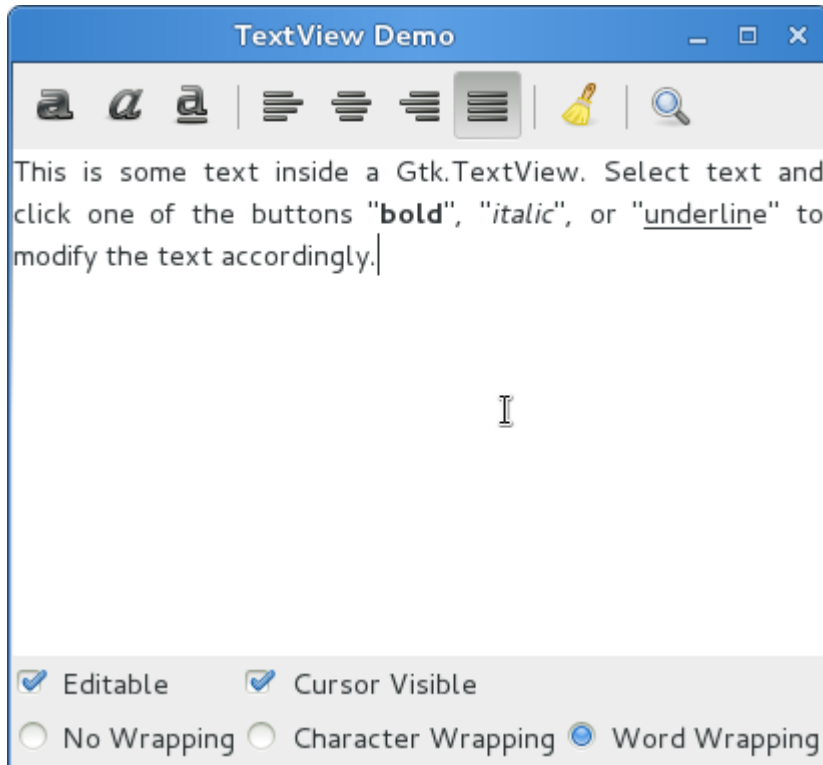 TextView Demo
a a a
This is some text inside a Gtk.TextView. Select text and
click one of the buttons "bold", "italic", or "underline" to
modify the text accordingly.
Editable Cursor Visible
No Wrapping Character Wrapping Word Wrapping